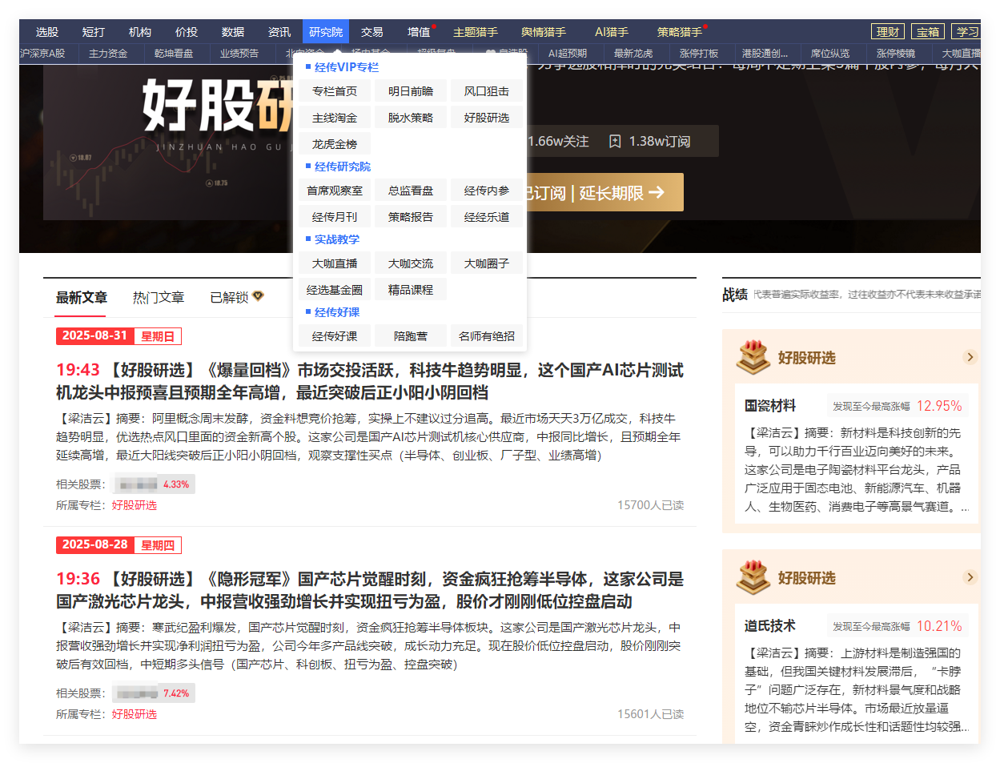 选股 短打 机构 价投 数据 资讯 研究院 交易 增值 主题猎手 舆情猎手 AI猎手 策略猎手 理财 宝箱 学习
沪深京A股 主力资金 乾坤看盘 业绩预告 AI超预期 最新龙虎 涨停打板 港股通创... 席位纵览 涨停棱镜 大咖直播
经传VIP专栏
专栏首页 明日前瞻 风口狙击
主线淘金 脱水策略 好股研选
龙虎金榜
经传研究院
首席观察室 总监看盘 经传内参
经传月刊 策略报告 经经乐道
实战教学
大咖直播 大咖交流 大咖圈子
经选基金圈 精品课程
经传好课
经传好课 陪跑营 名师有绝招
好股研
JINZHUAN HAO GU
18.87
18.75
1.66w关注 1.38w订阅
已订阅 | 延长期限
最新文章 热门文章 已解锁
2025-08-31 星期日
19:43 【好股研选】《爆量回档》市场交投活跃，科技牛趋势明显，这个国产AI芯片测试
机龙头中报预喜且预期全年高增，最近突破后正小阳小阴回档
【梁洁云】摘要：阿里概念周末发酵，资金料想竞价抢筹，实操上不建议过分追高。最近市场天天3万亿成交，科技牛
趋势明显，优选热点风口里面的资金新高个股。这家公司是国产AI芯片测试机核心供应商，中报同比增长，且预期全年
延续高增，最近大阳线突破后正小阳小阴回档，观察支撑性买点（半导体、创业板、厂子型、业绩高增）
相关股票： 4.33%
所属专栏：好股研选 15700人已读
2025-08-28 星期四
19:36 【好股研选】《隐形冠军》国产芯片觉醒时刻，资金疯狂抢筹半导体，这家公司是
国产激光芯片龙头，中报营收强劲增长并实现扭亏为盈，股价才刚刚低位控盘启动
【梁洁云】摘要：寒武纪盈利爆发，国产芯片觉醒时刻，资金疯狂抢筹半导体板块。这家公司是国产激光芯片龙头，中
报营收强劲增长并实现净利润扭亏为盈，公司今年多产品线突破，成长动力充足。现在股价低位控盘启动，股价刚刚突
破后有效回档，中短期多头信号（国产芯片、科创板、扭亏为盈、控盘突破）
相关股票： 7.42%
所属专栏：好股研选 15601人已读
战绩 代表普遍实际收益率，过往收益亦不代表未来收益承诺
好股研选
国瓷材料 发现至今最高涨幅 12.95%
【梁洁云】摘要：新材料是科技创新的先
导，可以助力千行百业迈向美好的未来。
这家公司是电子陶瓷材料平台龙头，产品
广泛应用于固态电池、新能源汽车、机器
人、生物医药、消费电子等高景气赛道。...
好股研选
道氏技术 发现至今最高涨幅 10.21%
【梁洁云】摘要：上游材料是制造强国的
基础，但我国关键材料发展滞后，“卡脖
子”问题广泛存在，新材料景气度和战略
地位不输芯片半导体。市场最近放量逼
空，资金青睐炒作成长性和话题性均较强...